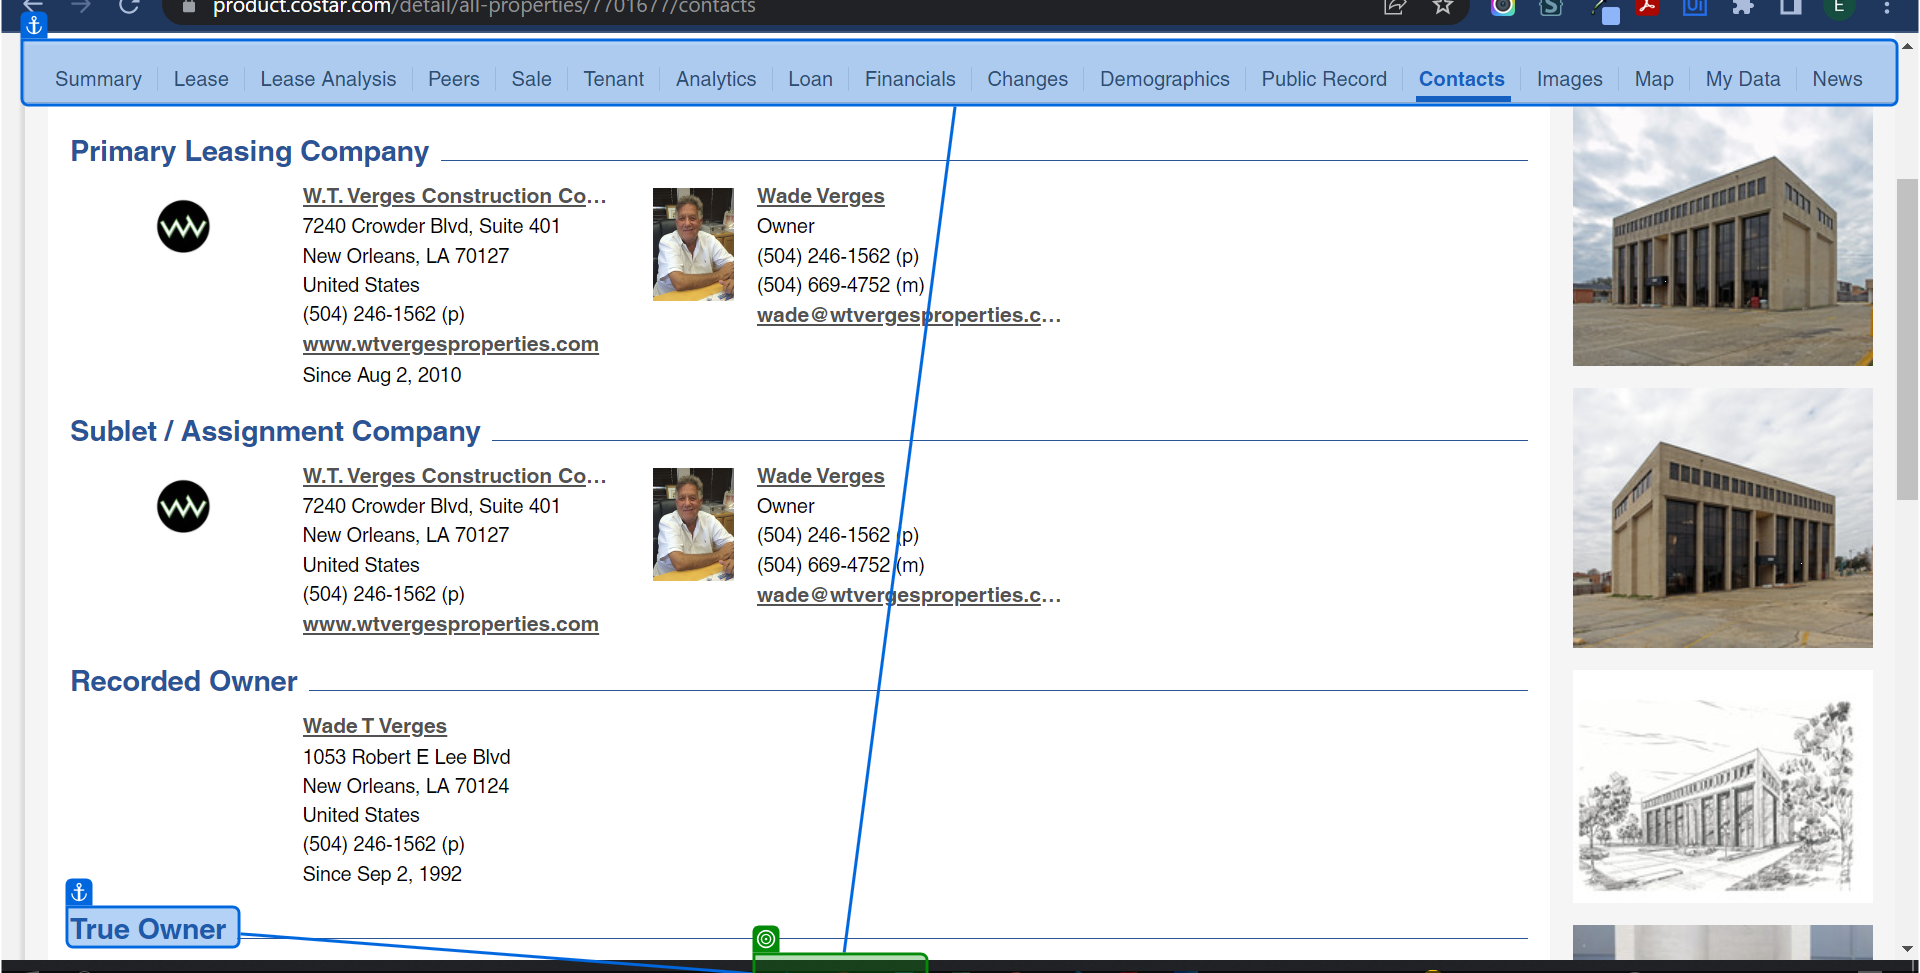 product.costar.com/detail/all-properties/7701677/contacts
E
Summary Lease Lease Analysis Peers Sale Tenant Analytics Loan Financials Changes Demographics Public Record Contacts Images Map My Data News
Primary Leasing Company
W.T. Verges Construction Co...
7240 Crowder Blvd, Suite 401
New Orleans, LA 70127
United States
(504) 246-1562 (p)
www.wtvergesproperties.com
Since Aug 2, 2010
Wade Verges
Owner
(504) 246-1562 (p)
(504) 669-4752 (m)
wade@wtvergesproperties.c...
Sublet / Assignment Company
W.T. Verges Construction Co...
7240 Crowder Blvd, Suite 401
New Orleans, LA 70127
United States
(504) 246-1562 (p)
www.wtvergesproperties.com
Wade Verges
Owner
(504) 246-1562 (p)
(504) 669-4752 (m)
wade@wtvergesproperties.c...
Recorded Owner
Wade T Verges
1053 Robert E Lee Blvd
New Orleans, LA 70124
United States
(504) 246-1562 (p)
Since Sep 2, 1992
True Owner